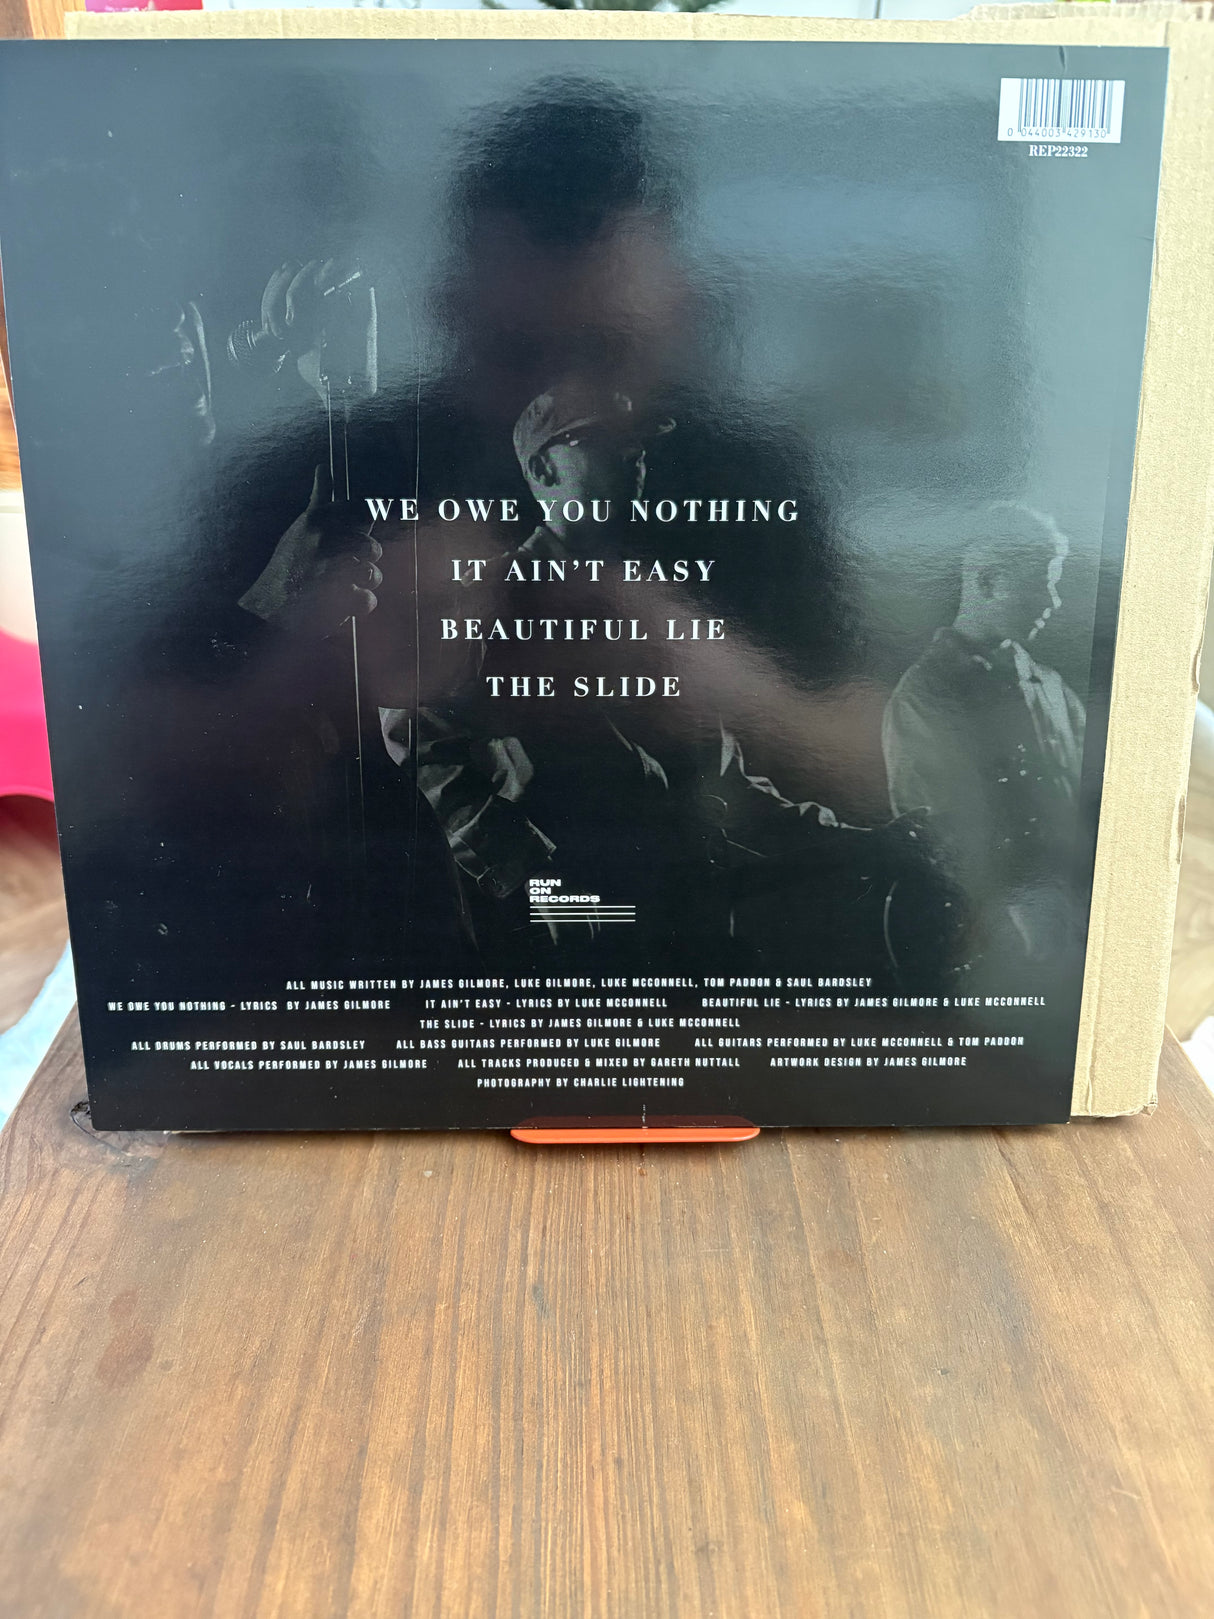 0 044003 429130
REP22322
WE OWE YOU NOTHING
IT AIN'T EASY
BEAUTIFUL LIE
THE SLIDE
RUN
ON
RECORDS
ALL MUSIC WRITTEN BY JAMES GILMORE, LUKE GILMORE, LUKE MCCONNELL, TOM PADDON & SAUL BARDSLEY
WE OWE YOU NOTHING - LYRICS BY JAMES GILMORE IT AIN'T EASY - LYRICS BY LUKE MCCONNELL BEAUTIFUL LIE - LYRICS BY JAMES GILMORE & LUKE MCCONNELL
THE SLIDE - LYRICS BY JAMES GILMORE & LUKE MCCONNELL
ALL DRUMS PERFORMED BY SAUL BARDSLEY ALL BASS GUITARS PERFORMED BY LUKE GILMORE ALL GUITARS PERFORMED BY LUKE MCCONNELL & TOM PADDON
ALL VOCALS PERFORMED BY JAMES GILMORE ALL TRACKS PRODUCED & MIXED BY GARETH NUTTALL ARTWORK DESIGN BY JAMES GILMORE
PHOTOGRAPHY BY CHARLIE LIGHTENING